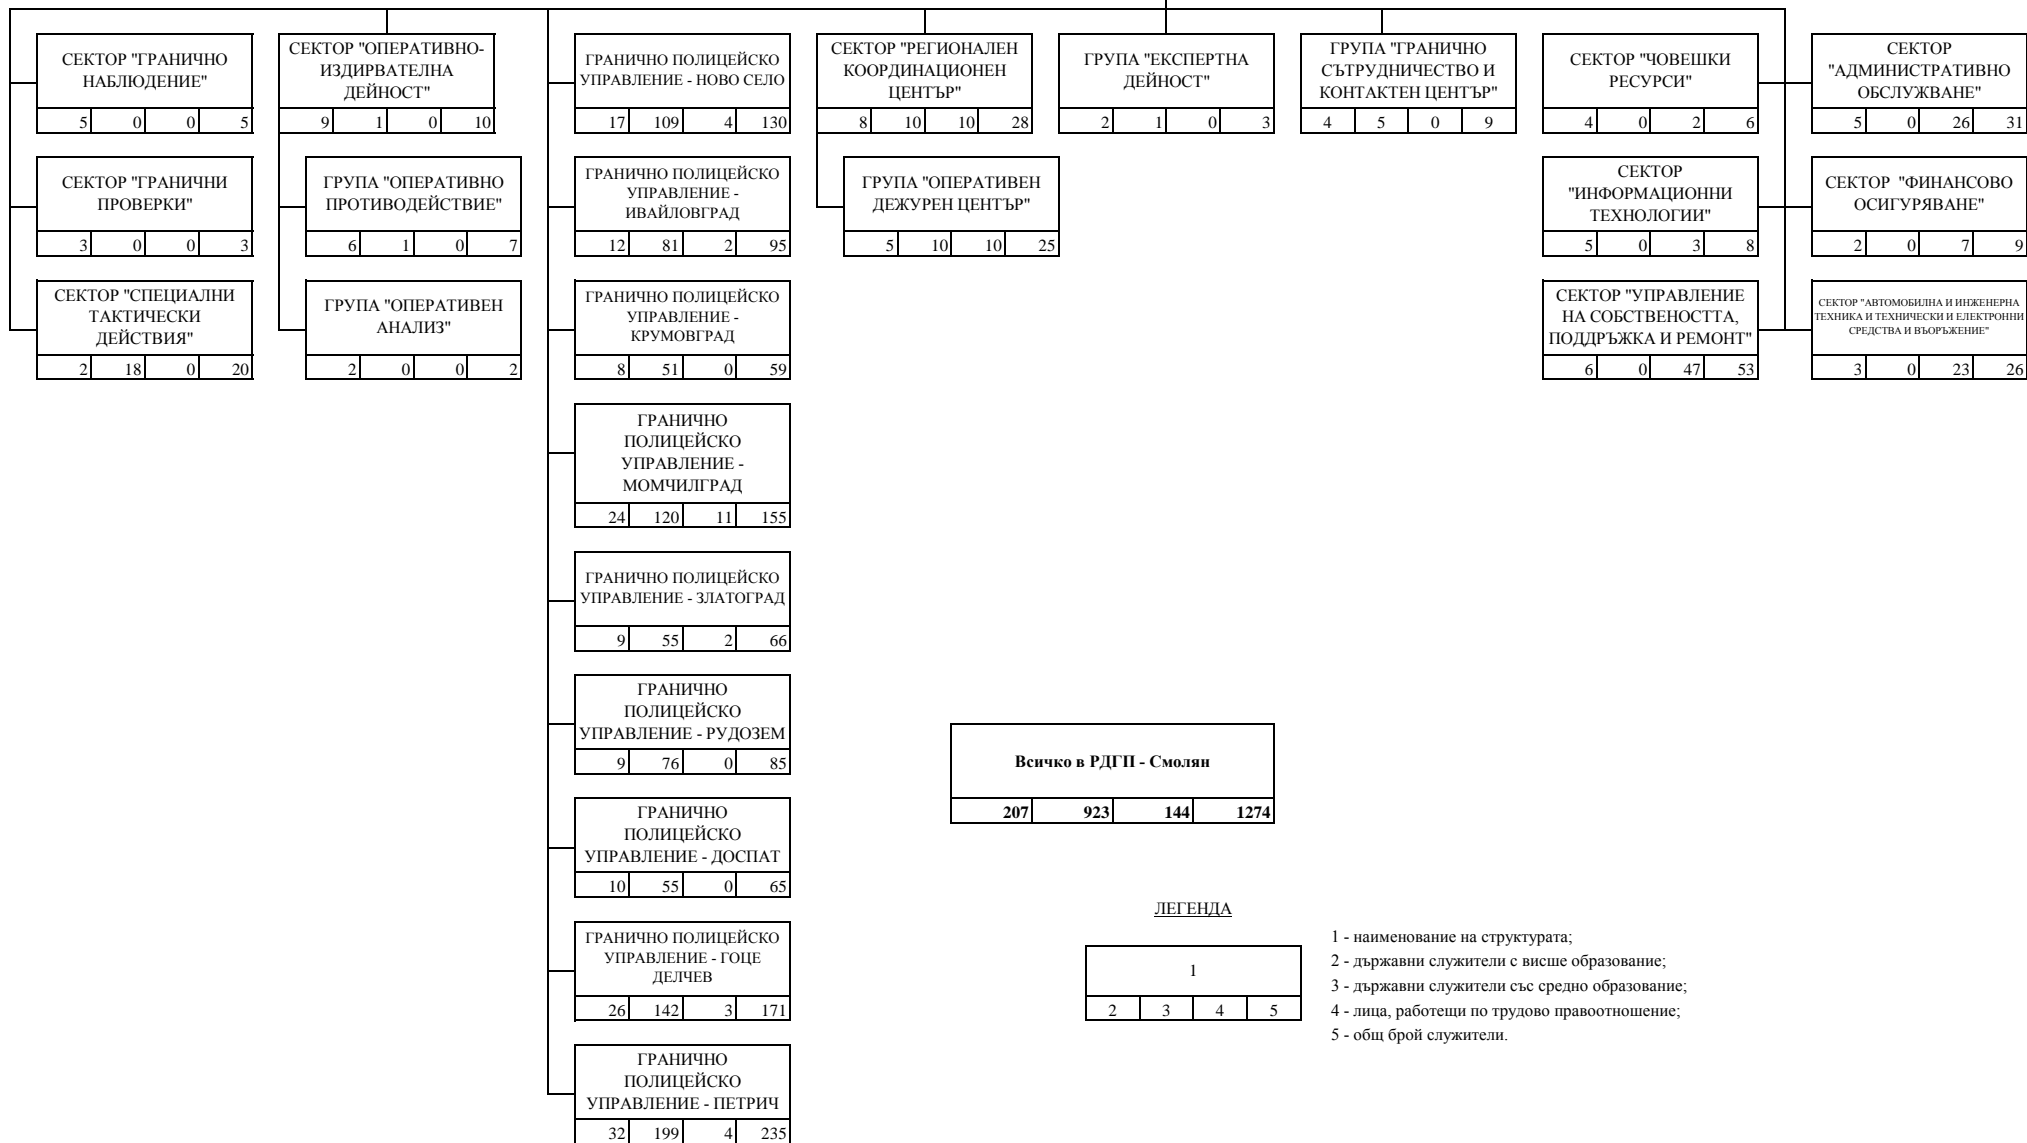 СЕКТОР "ГРАНИЧНО
НАБЛЮДЕНИЕ"
5 0 0 5
СЕКТОР "ГРАНИЧНИ
ПРОВЕРКИ"
3 0 0 3
СЕКТОР "СПЕЦИАЛНИ
ТАКТИЧЕСКИ
ДЕЙСТВИЯ"
2 18 0 20
СЕКТОР "ОПЕРАТИВНО-
ИЗДИРВАТЕЛНА
ДЕЙНОСТ"
9 1 0 10
ГРУПА "ОПЕРАТИВНО
ПРОТИВОДЕЙСТВИЕ"
6 1 0 7
ГРУПА "ОПЕРАТИВЕН
АНАЛИЗ"
2 0 0 2
ГРАНИЧНО ПОЛИЦЕЙСКО
УПРАВЛЕНИЕ - НОВО СЕЛО
17 109 4 130
ГРАНИЧНО ПОЛИЦЕЙСКО
УПРАВЛЕНИЕ -
ИВАЙЛОВГРАД
12 81 2 95
ГРАНИЧНО ПОЛИЦЕЙСКО
УПРАВЛЕНИЕ -
КРУМОВГРАД
8 51 0 59
ГРАНИЧНО
ПОЛИЦЕЙСКО
УПРАВЛЕНИЕ -
МОМЧИЛГРАД
24 120 11 155
ГРАНИЧНО ПОЛИЦЕЙСКО
УПРАВЛЕНИЕ - ЗЛАТОГРАД
9 55 2 66
ГРАНИЧНО
ПОЛИЦЕЙСКО
УПРАВЛЕНИЕ - РУДОЗЕМ
9 76 0 85
ГРАНИЧНО
ПОЛИЦЕЙСКО
УПРАВЛЕНИЕ - ДОСПАТ
10 55 0 65
ГРАНИЧНО ПОЛИЦЕЙСКО
УПРАВЛЕНИЕ - ГОЦЕ
ДЕЛЧЕВ
26 142 3 171
ГРАНИЧНО
ПОЛИЦЕЙСКО
УПРАВЛЕНИЕ - ПЕТРИЧ
32 199 4 235
СЕКТОР "РЕГИОНАЛЕН
КООРДИНАЦИОНЕН
ЦЕНТЪР"
8 10 10 28
ГРУПА "ОПЕРАТИВЕН
ДЕЖУРЕН ЦЕНТЪР"
5 10 10 25
ГРУПА "ЕКСПЕРТНА
ДЕЙНОСТ"
2 1 0 3
ГРУПА "ГРАНИЧНО
СЪТРУДНИЧЕСТВО И
КОНТАКТЕН ЦЕНТЪР"
4 5 0 9
СЕКТОР "ЧОВЕШКИ
РЕСУРСИ"
4 0 2 6
СЕКТОР
"ИНФОРМАЦИОННИ
ТЕХНОЛОГИИ"
5 0 3 8
СЕКТОР "УПРАВЛЕНИЕ
НА СОБСТВЕНОСТТА,
ПОДДРЪЖКА И РЕМОНТ"
6 0 47 53
СЕКТОР
"АДМИНИСТРАТИВНО
ОБСЛУЖВАНЕ"
5 0 26 31
СЕКТОР "ФИНАНСОВО
ОСИГУРЯВАНЕ"
2 0 7 9
СЕКТОР "АВТОМОБИЛНА И ИНЖЕНЕРНА
ТЕХНИКА И ТЕХНИЧЕСКИ И ЕЛЕКТРОННИ
СРЕДСТВА И ВЪОРЪЖЕНИЕ"
3 0 23 26
Всичко в РДГП - Смолян
207 923 144 1274
ЛЕГЕНДА
1
2 3 4 5
1 - наименование на структурата;
2 - държавни служители с висше образование;
3 - държавни служители със средно образование;
4 - лица, работещи по трудово правоотношение;
5 - общ брой служители.